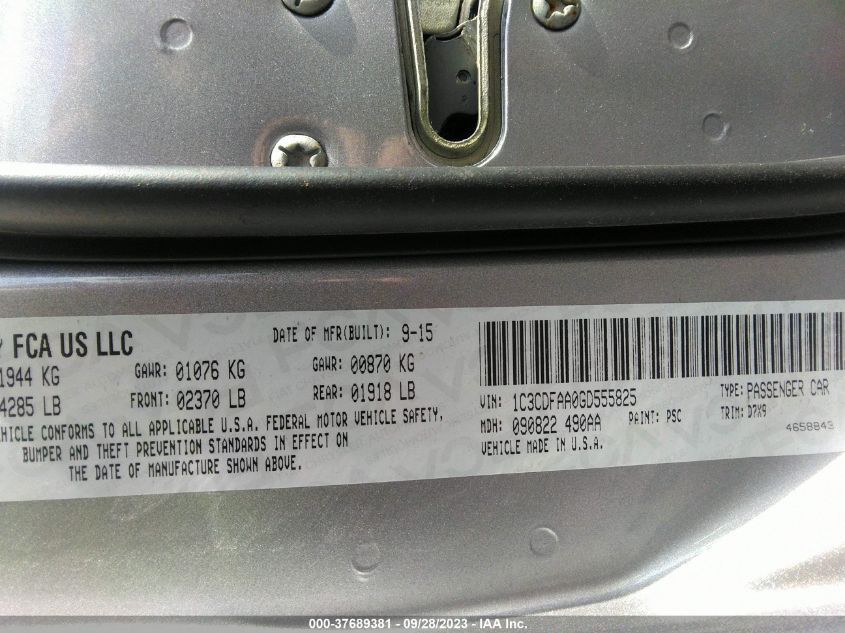 FCA US LLC
DATE OF MFR(BUILT): 9-15
1944 KG GAWR: 01076 KG GAWR: 00870 KG
4285 LB FRONT: 02370 LB REAR: 01918 LB
VEHICLE CONFORMS TO ALL APPLICABLE U.S.A. FEDERAL MOTOR VEHICLE SAFETY,
BUMPER AND THEFT PREVENTION STANDARDS IN EFFECT ON
THE DATE OF MANUFACTURE SHOWN ABOVE.
VIN: 1C3CDFAA0GD555825 TYPE: PASSENGER CAR
MDH: 090822 490AA PAINT: PSC TRIM: D7X9
VEHICLE MADE IN U.S.A. 4658843
000-37689381 - 09/28/2023 - © IAA Inc.